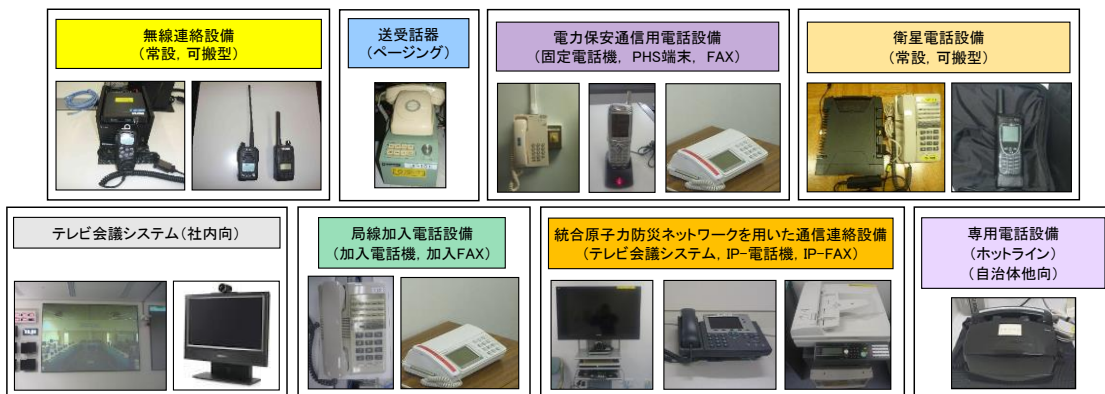 無線連絡設備
(常設, 可搬型)
送受話器
(ページング)
電力保安通信用電話設備
(固定電話機, PHS端末, FAX)
衛星電話設備
(常設, 可搬型)
テレビ会議システム(社内向)
局線加入電話設備
(加入電話機, 加入FAX)
統合原子力防災ネットワークを用いた通信連絡設備
(テレビ会議システム, IP-電話機, IP-FAX)
専用電話設備
(ホットライン)
(自治体他向)